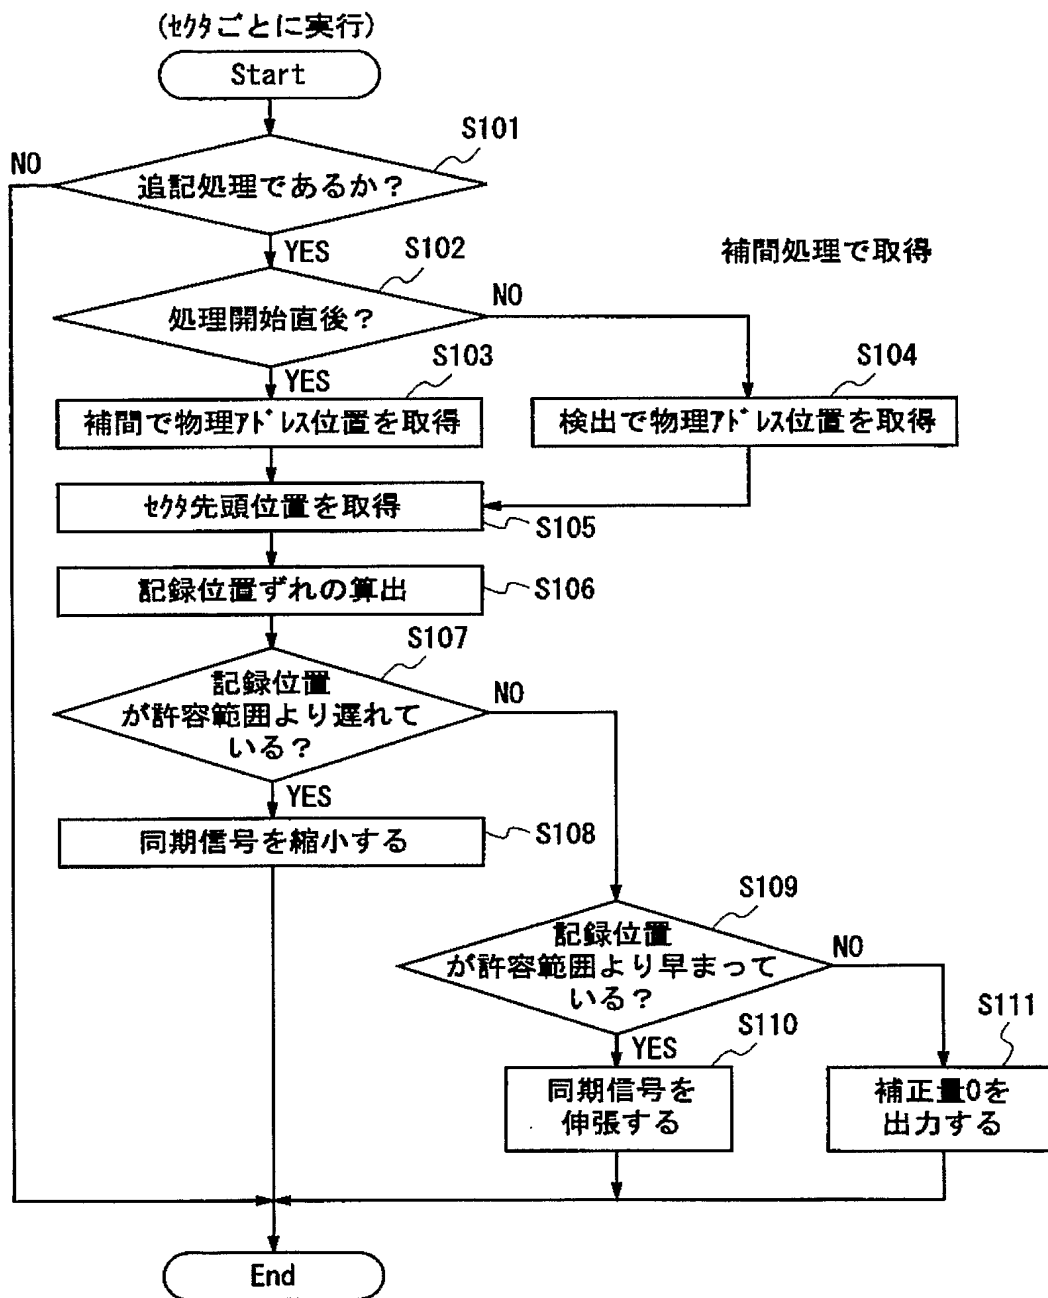 (ｾｸﾀごとに実行)
Start
S101
NO
追記処理であるか？
YES
S102
補間処理で取得
NO
処理開始直後？
S103
S104
YES
補間で物理ｱﾄﾞﾚｽ位置を取得
検出で物理ｱﾄﾞﾚｽ位置を取得
ｾｸﾀ先頭位置を取得
S105
記録位置ずれの算出
S106
S107
記録位置
が許容範囲より遅れて
いる？
NO
YES
同期信号を縮小する
S108
S109
記録位置
が許容範囲より早まって
いる？
NO
S110
S111
YES
同期信号を
伸張する
補正量0を
出力する
End